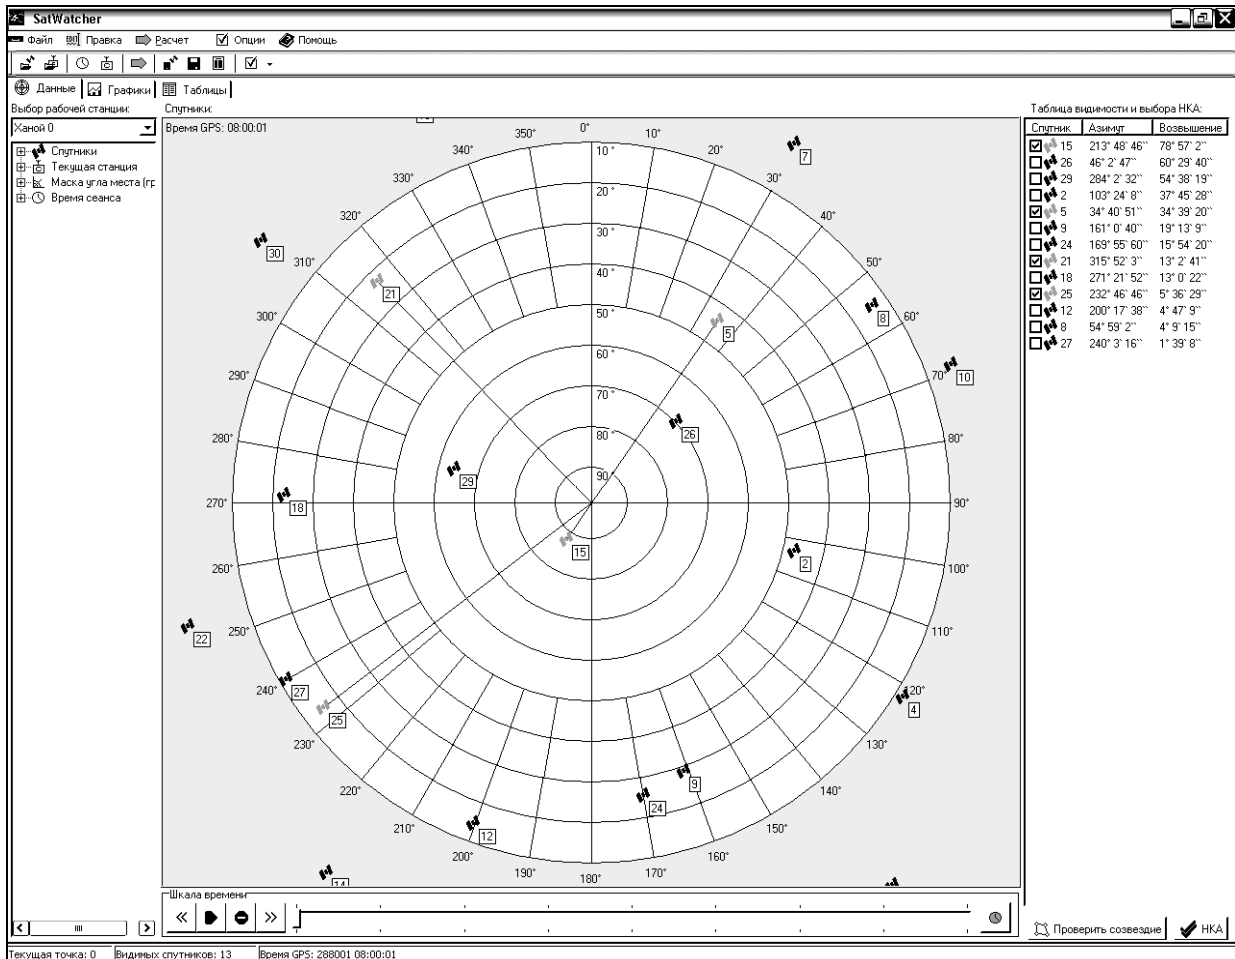 SatWatcher
Файл Правка Расчет Опции Помощь
Данные Графики Таблицы
Выбор рабочей станции:
Ханой 0
Спутники
Текущая станция
Маска угла места (гр
Время сеанса
Спутники:
Время GPS: 08:00:01
0°
10°
20°
30°
40°
50°
60°
70°
80°
90°
100°
110°
120°
130°
140°
150°
160°
170°
180°
190°
200°
210°
220°
230°
240°
250°
260°
270°
280°
290°
300°
310°
320°
330°
340°
350°
10°
20°
30°
40°
50°
60°
70°
80°
90°
7
30
21
8
5
10
26
29
18
15
2
22
27
25
4
9
24
12
14
Таблица видимости и выбора НКА:
Спутник Азимут Возвышение
15 213° 48` 46`` 78° 57` 2``
26 46° 2` 47`` 60° 29` 40``
29 284° 2` 32`` 54° 38` 19``
2 103° 24` 8`` 37° 45` 28``
5 34° 40` 51`` 34° 39` 20``
9 161° 0` 40`` 19° 13` 9``
24 169° 55` 60`` 15° 54` 20``
21 315° 52` 3`` 13° 2` 41``
18 271° 21` 52`` 13° 0` 22``
25 232° 46` 46`` 5° 36` 29``
12 200° 17` 38`` 4° 47` 9``
8 54° 59` 2`` 4° 9` 15``
27 240° 3` 16`` 1° 39` 8``
Шкала времени
Проверить созвездие НКА
Текущая точка: 0 Видимых спутников: 13 Время GPS: 288001 08:00:01